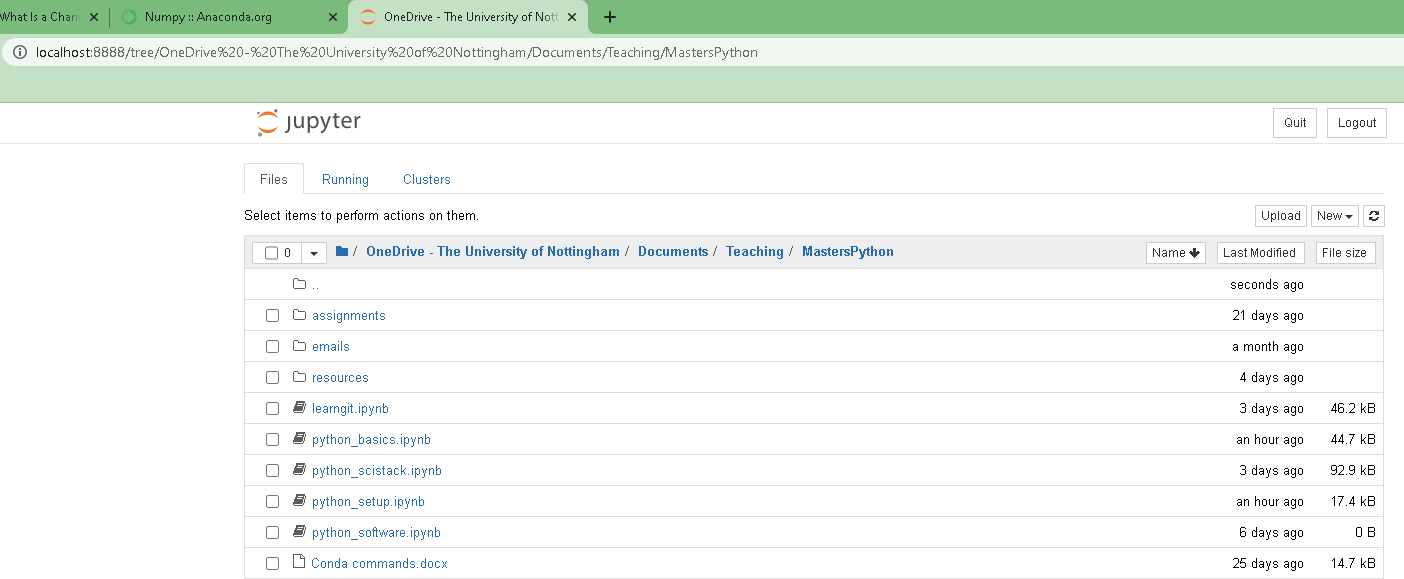 What Is a Chan
Numpy :: Anaconda.org
OneDrive - The University of Nott
localhost:8888/tree/OneDrive%20-%20The%20University%20of%20Nottingham/Documents/Teaching/MastersPython
jupyter
Quit
Logout
Files
Running
Clusters
Select items to perform actions on them.
Upload
New
0
/ OneDrive - The University of Nottingham / Documents / Teaching / MastersPython
Name
Last Modified
File size
.. seconds ago
assignments 21 days ago
emails a month ago
resources 4 days ago
learngit.ipynb 3 days ago 46.2 kB
python_basics.ipynb an hour ago 44.7 kB
python_scistack.ipynb 3 days ago 92.9 kB
python_setup.ipynb an hour ago 17.4 kB
python_software.ipynb 6 days ago 0 B
Conda commands.docx 25 days ago 14.7 kB